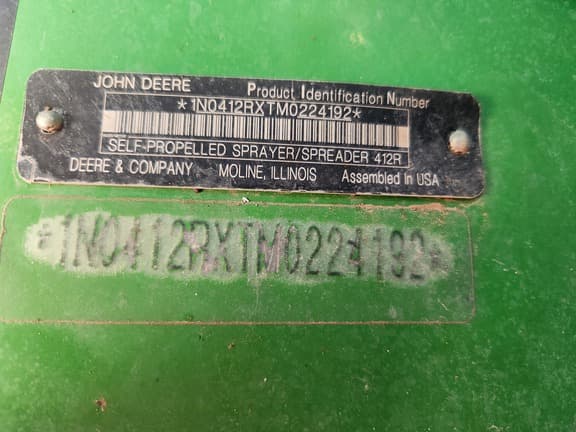 JOHN DEERE Product Identification Number
*1N0412RXTM0224192*
SELF-PROPELLED SPRAYER/SPREADER 412R
DEERE & COMPANY MOLINE, ILLINOIS Assembled in USA
*1N0412RXTM0224192*